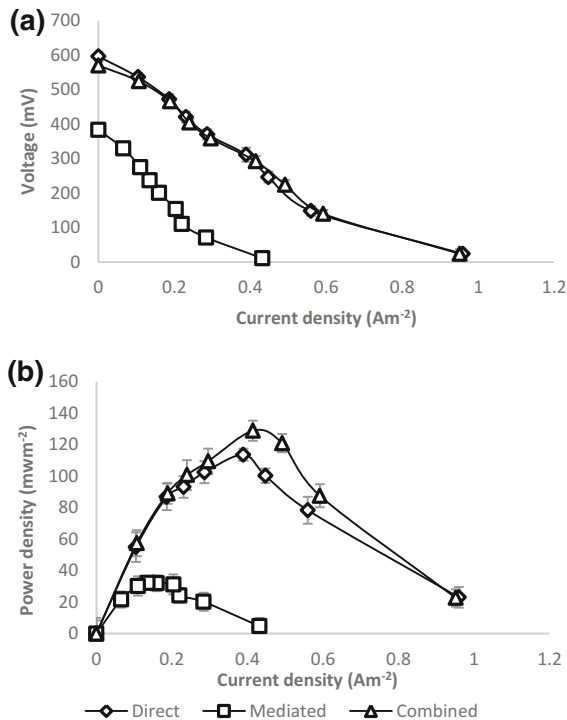 (a)
700
600
500
400
300
200
100
0
Voltage (mV)
0 0.2 0.4 0.6 0.8 1 1.2
Current density (Am⁻²)
(b)
160
140
120
100
80
60
40
20
0
Power density (mwm⁻²)
0 0.2 0.4 0.6 0.8 1 1.2
Current density (Am⁻²)
Direct Mediated Combined